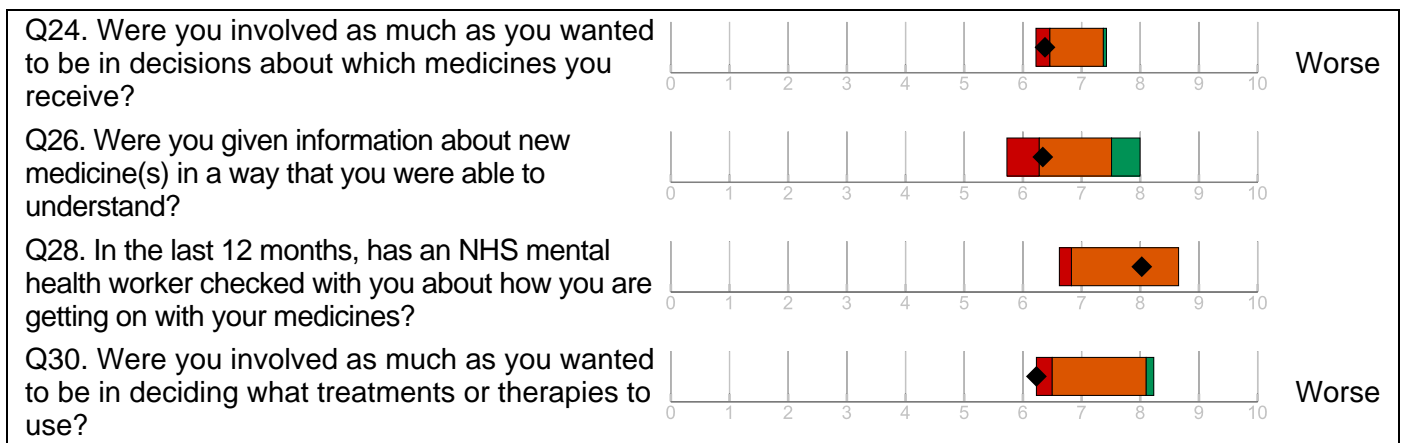 Q24. Were you involved as much as you wanted
to be in decisions about which medicines you
receive?
0 1 2 3 4 5 6 7 8 9 10
Worse
Q26. Were you given information about new
medicine(s) in a way that you were able to
understand?
0 1 2 3 4 5 6 7 8 9 10
Q28. In the last 12 months, has an NHS mental
health worker checked with you about how you are
getting on with your medicines?
0 1 2 3 4 5 6 7 8 9 10
Q30. Were you involved as much as you wanted
to be in deciding what treatments or therapies to
use?
0 1 2 3 4 5 6 7 8 9 10
Worse